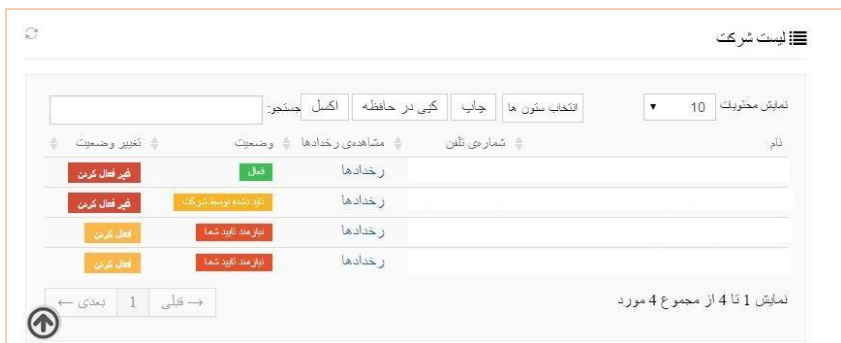 لیست شرکت
نمایش محتویات 10 انتخاب ستون ها چاپ کپی در حافظه اکسل جستجو:
نام شماره‌ی تلفن مشاهده‌ی رخدادها وضعیت تغییر وضعیت
رخدادها فعال غیر فعال کردن
رخدادها تائید نشده توسط شرکت غیر فعال کردن
رخدادها نیازمند تایید شما فعال کردن
رخدادها نیازمند تایید شما فعال کردن
نمایش 1 تا 4 از مجموع 4 مورد → قبلی 1 بعدی ←